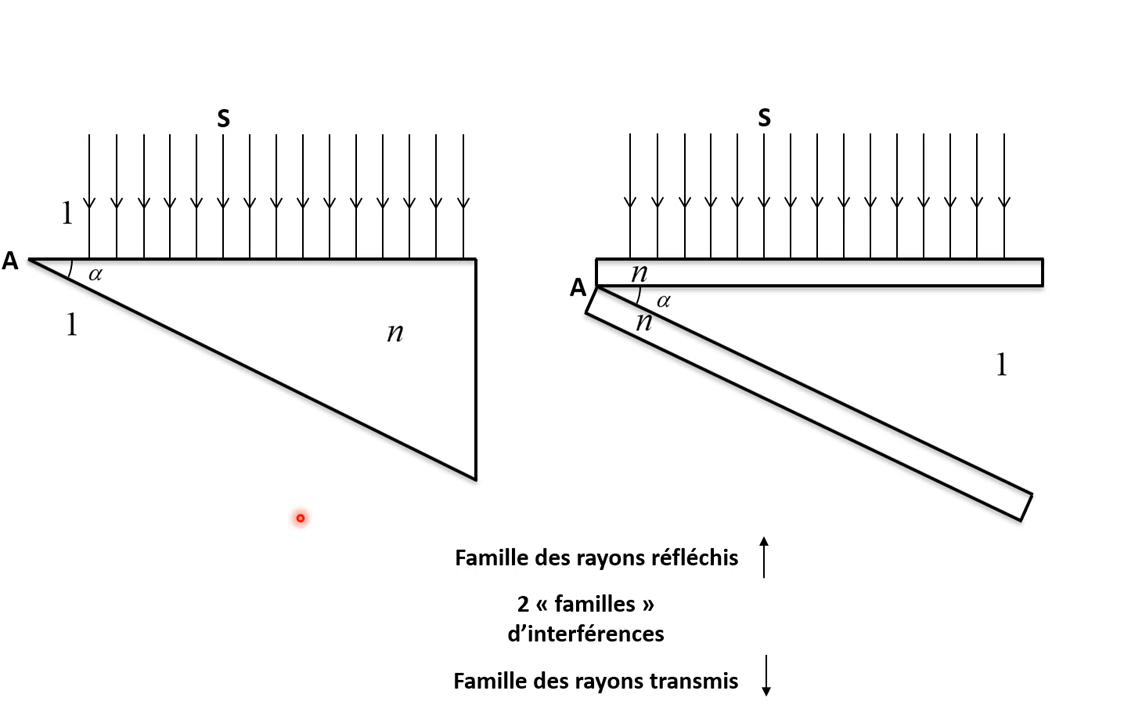 S
S
1
A
α
n
A
α
1
n
n
1
Famille des rayons réfléchis
2 « familles »
d’interférences
Famille des rayons transmis